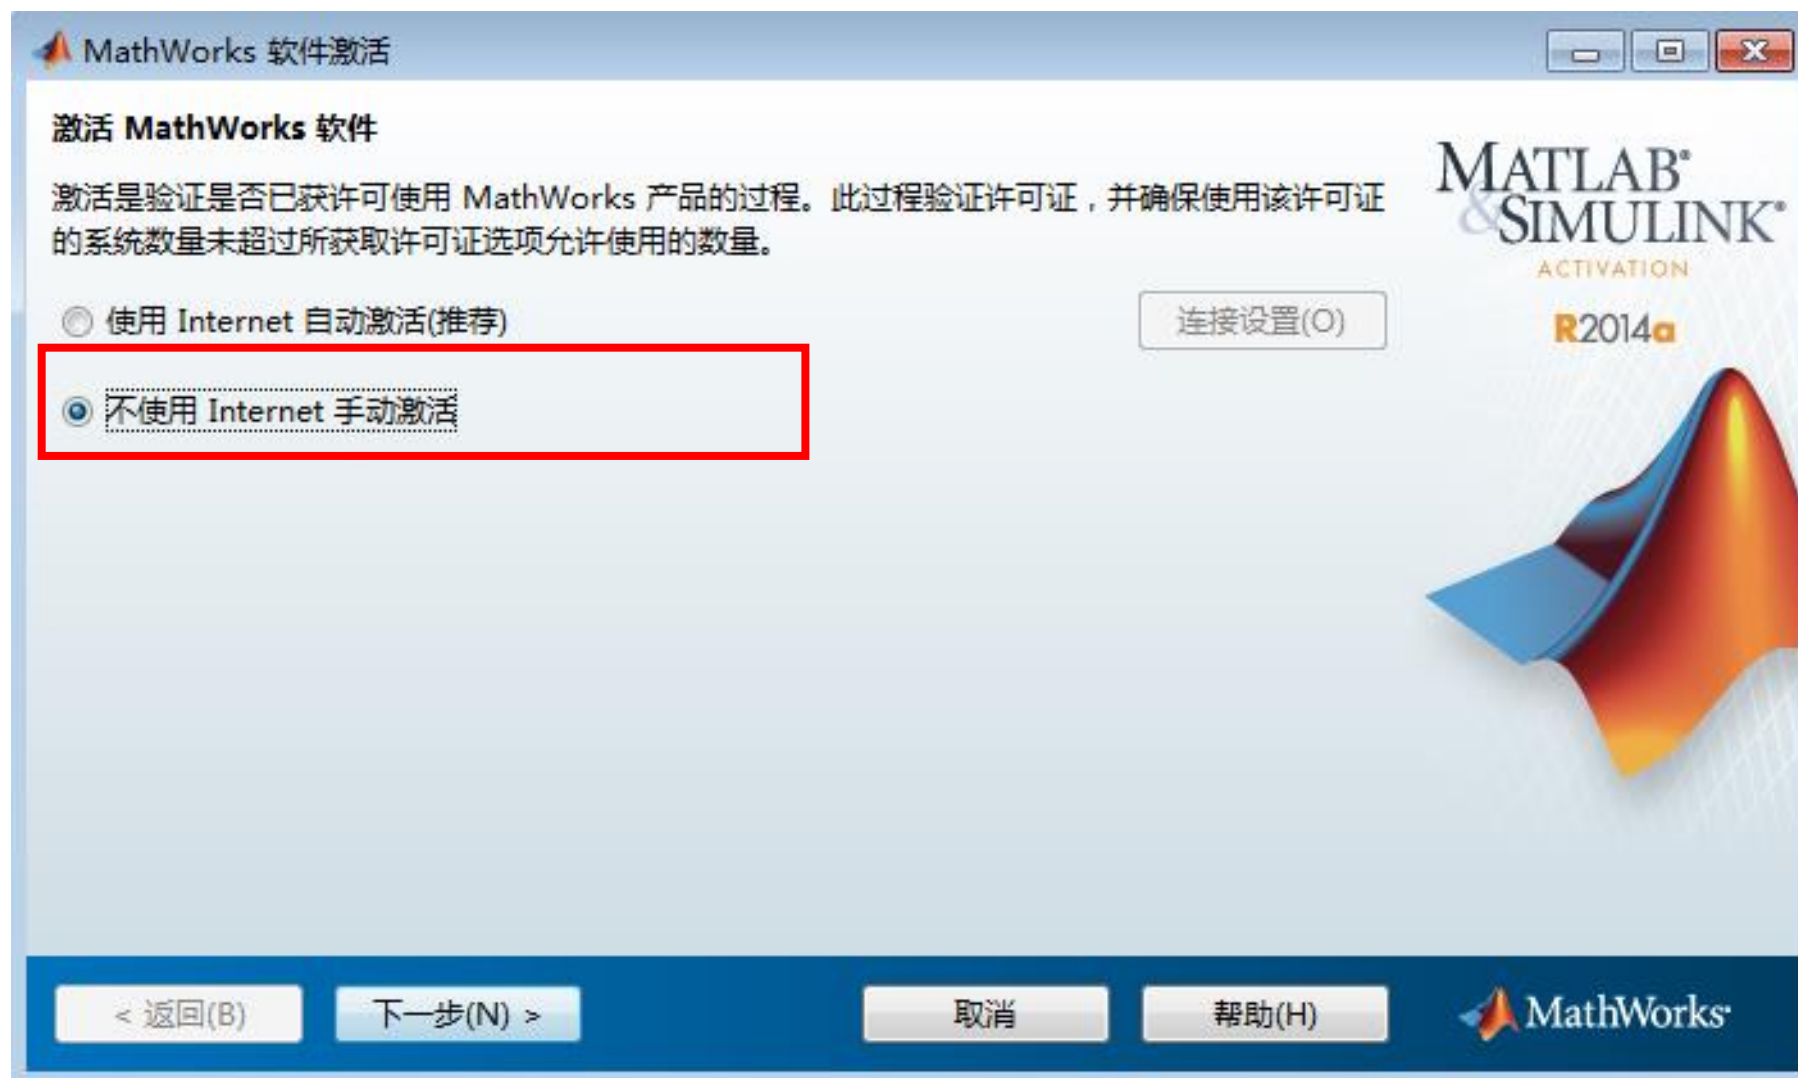 MathWorks 软件激活
激活 MathWorks 软件
激活是验证是否已获许可使用 MathWorks 产品的过程。此过程验证许可证，并确保使用该许可证
的系统数量未超过所获取许可证选项允许使用的数量。
使用 Internet 自动激活(推荐)
连接设置(O)
不使用 Internet 手动激活
MATLAB®
&SIMULINK®
ACTIVATION
R2014a
< 返回(B)
下一步(N) >
取消
帮助(H)
MathWorks®